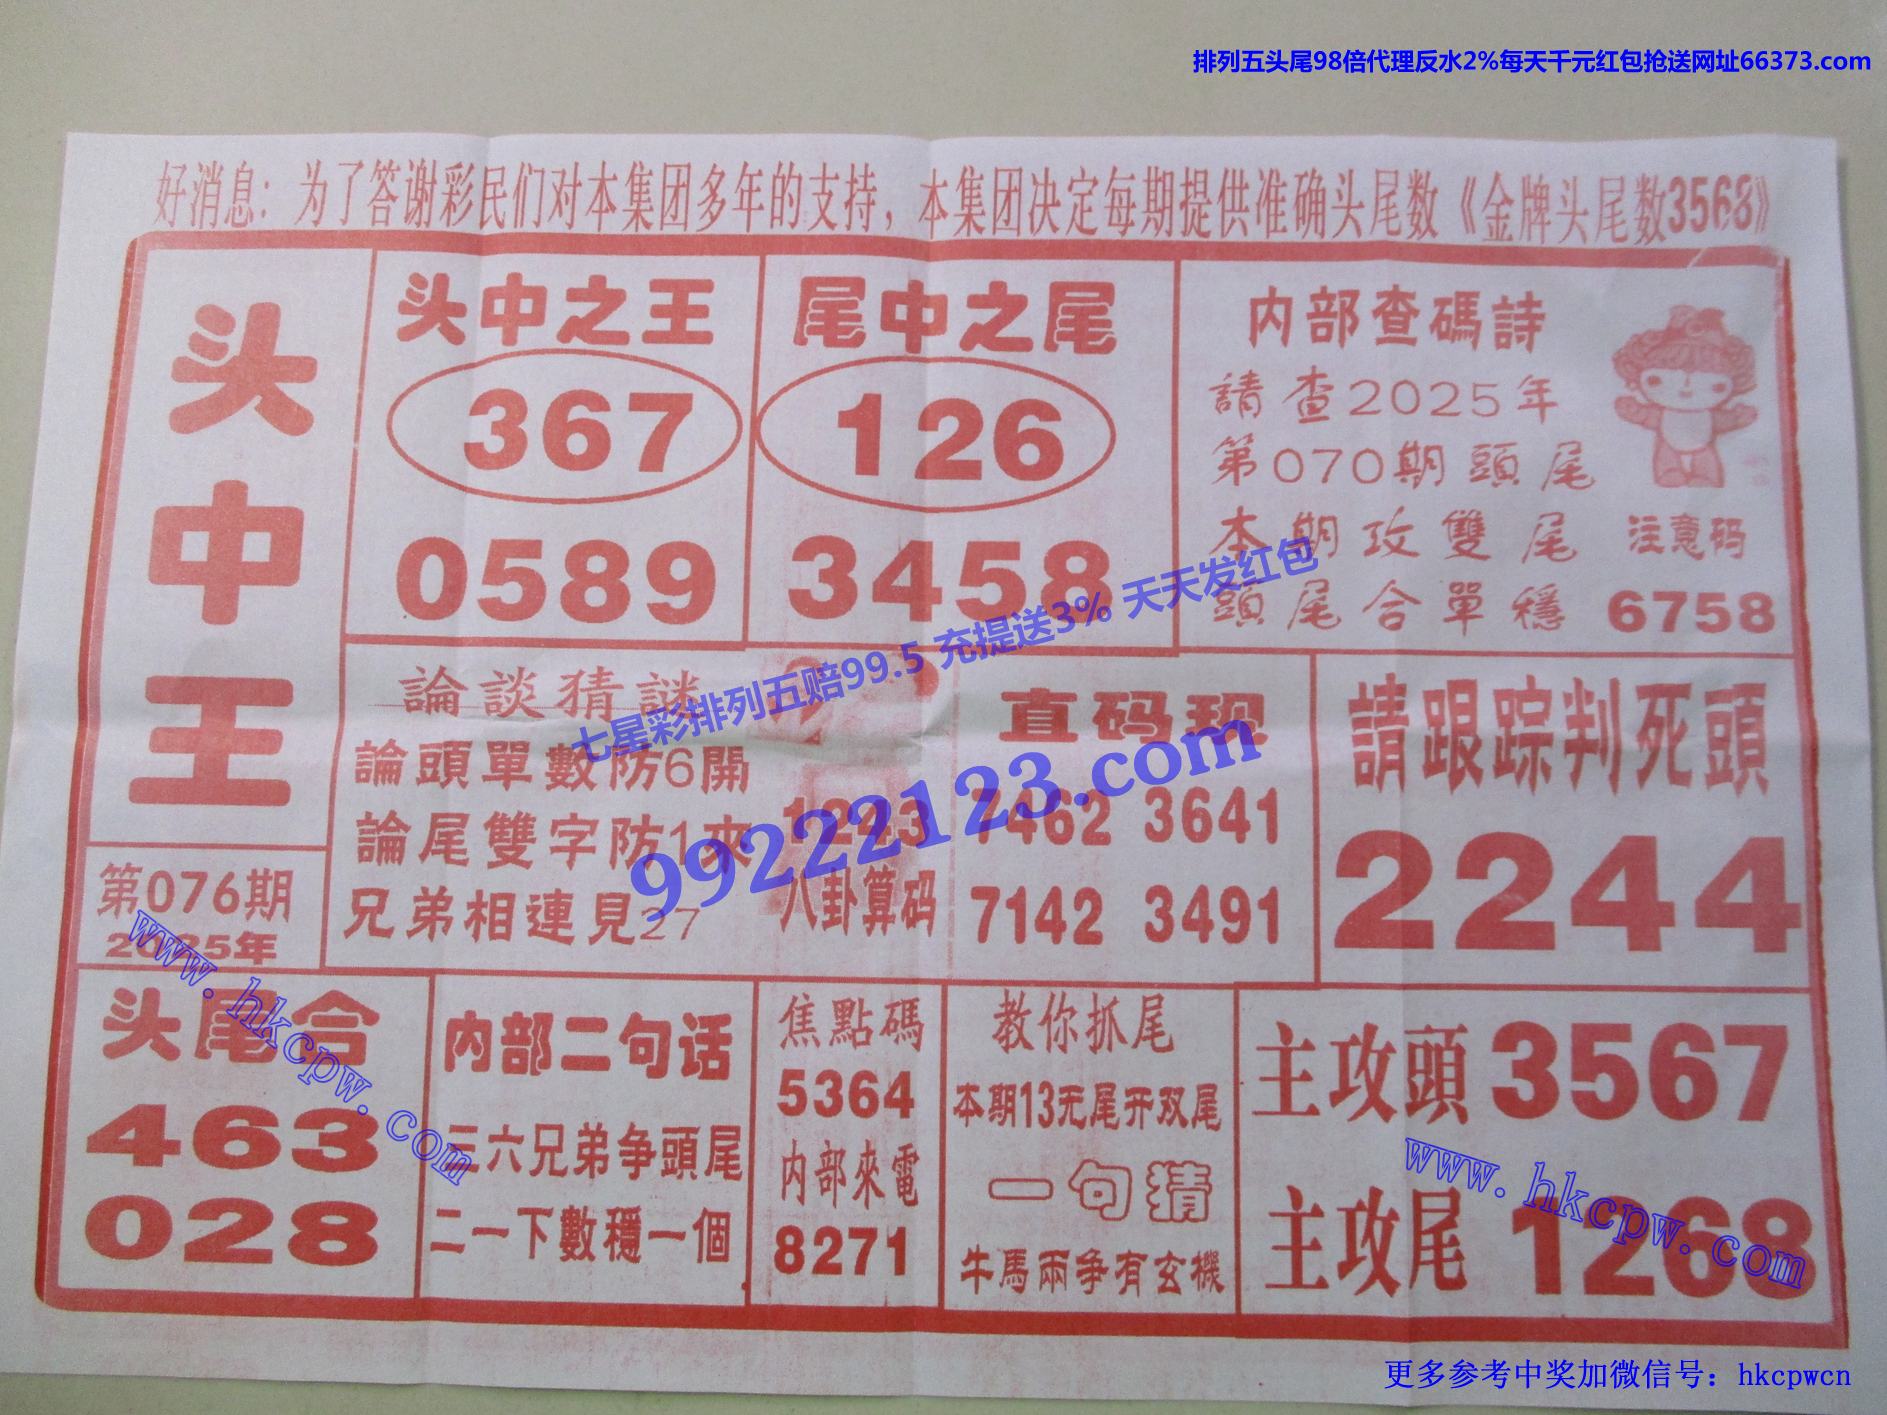 排列五头尾98倍代理反水2%每天千元红包抢送网址66373.com
好消息：为了答谢彩民们对本集团多年的支持，本集团决定每期提供准确头尾数《金牌头尾数3568》
头中王
第076期
2025年
头中之王
367
0589
尾中之尾
126
3458
内部查碼詩
請查2025年
第070期頭尾
本期攻雙尾
頭尾合單穩
注意码
6758
七星彩排列五赔99.5 充提送3% 天天发红包
99222123.com
論談猜謎
論頭單數防6開
論尾雙字防1來
兄弟相連見27
1243
八卦算码
直码现
7462 3641
7142 3491
請跟踪判死頭
2244
www.hkcpw.com
头尾合
463
028
内部二句话
三六兄弟争頭尾
二一下數穩一個
焦點碼
5364
内部來電
8271
教你抓尾
本期13无尾开双尾
一句猜
牛馬兩争有玄機
主攻頭 3567
主攻尾 1268
www.hkcpw.com
更多参考中奖加微信号：hkcpwcn